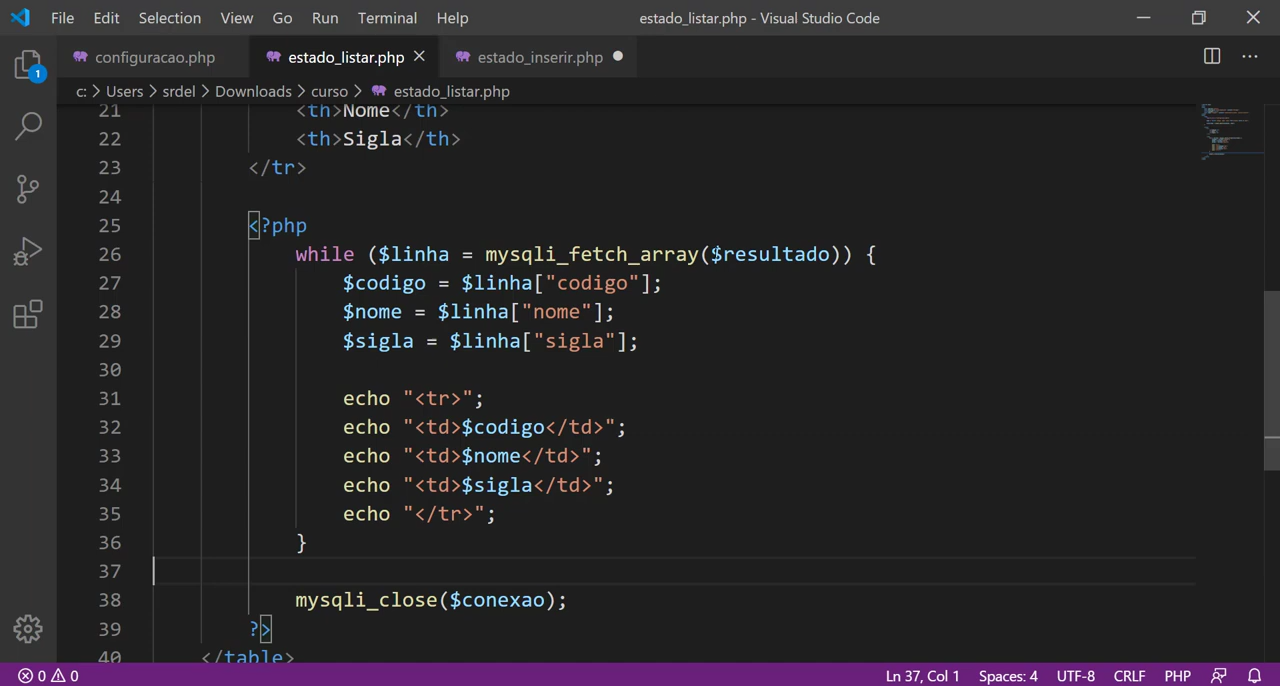 File Edit Selection View Go Run Terminal Help estado_listar.php - Visual Studio Code
configuracao.php estado_listar.php estado_inserir.php
c: > Users > srdel > Downloads > curso > estado_listar.php
1
21 <th>Nome</th>
22 <th>Sigla</th>
23 </tr>
24
25 <?php
26 while ($linha = mysqli_fetch_array($resultado)) {
27 $codigo = $linha["codigo"];
28 $nome = $linha["nome"];
29 $sigla = $linha["sigla"];
30
31 echo "<tr>";
32 echo "<td>$codigo</td>";
33 echo "<td>$nome</td>";
34 echo "<td>$sigla</td>";
35 echo "</tr>";
36 }
37
38 mysqli_close($conexao);
39 ?>
40 </table>
0 0 Ln 37, Col 1 Spaces: 4 UTF-8 CRLF PHP